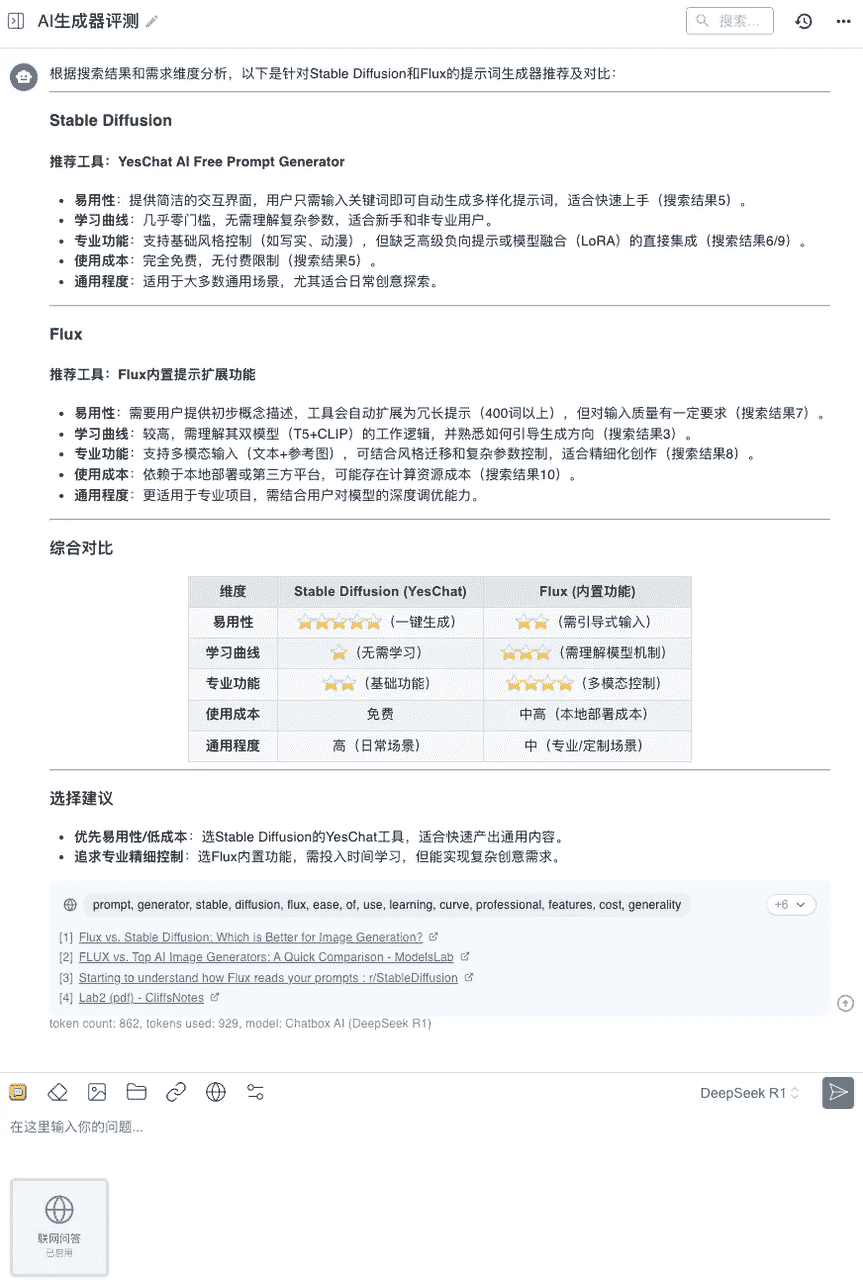 AI生成器评测
搜索...
根据搜索结果和需求维度分析，以下是针对Stable Diffusion和Flux的提示词生成器推荐及对比：
Stable Diffusion
推荐工具：YesChat AI Free Prompt Generator
易用性：提供简洁的交互界面，用户只需输入关键词即可自动生成多样化提示词，适合快速上手（搜索结果5）。
学习曲线：几乎零门槛，无需理解复杂参数，适合新手和非专业用户。
专业功能：支持基础风格控制（如写实、动漫），但缺乏高级负向提示或模型融合（LoRA）的直接集成（搜索结果6/9）。
使用成本：完全免费，无付费限制（搜索结果5）。
通用程度：适用于大多数通用场景，尤其适合日常创意探索。
Flux
推荐工具：Flux内置提示扩展功能
易用性：需要用户提供初步概念描述，工具会自动扩展为冗长提示（400词以上），但对输入质量有一定要求（搜索结果7）。
学习曲线：较高，需理解其双模型（T5+CLIP）的工作逻辑，并熟悉如何引导生成方向（搜索结果3）。
专业功能：支持多模态输入（文本+参考图），可结合风格迁移和复杂参数控制，适合精细化创作（搜索结果8）。
使用成本：依赖于本地部署或第三方平台，可能存在计算资源成本（搜索结果10）。
通用程度：更适用于专业项目，需结合用户对模型的深度调优能力。
综合对比
维度 Stable Diffusion (YesChat) Flux (内置功能)
易用性 ⭐⭐⭐⭐⭐（一键生成） ⭐⭐（需引导式输入）
学习曲线 ⭐（无需学习） ⭐⭐⭐（需理解模型机制）
专业功能 ⭐⭐（基础功能） ⭐⭐⭐⭐（多模态控制）
使用成本 免费 中高（本地部署成本）
通用程度 高（日常场景） 中（专业/定制场景）
选择建议
优先易用性/低成本：选Stable Diffusion的YesChat工具，适合快速产出通用内容。
追求专业精细控制：选Flux内置功能，需投入时间学习，但能实现复杂创意需求。
prompt, generator, stable, diffusion, flux, ease, of, use, learning, curve, professional, features, cost, generality +6
[1] Flux vs. Stable Diffusion: Which is Better for Image Generation?
[2] FLUX vs. Top AI Image Generators: A Quick Comparison - ModelsLab
[3] Starting to understand how Flux reads your prompts : r/StableDiffusion
[4] Lab2 (pdf) - CliffsNotes
token count: 862, tokens used: 929, model: Chatbox AI (DeepSeek R1)
DeepSeek R1
在这里输入你的问题...
联网问答
已启用